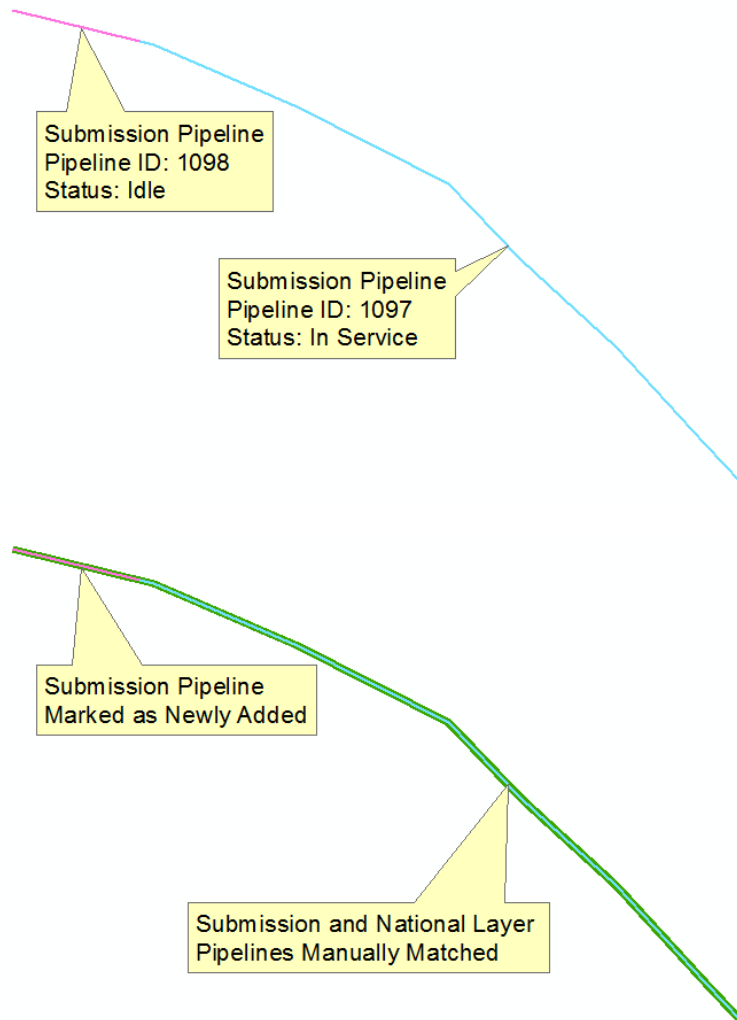 Submission Pipeline
Pipeline ID: 1098
Status: Idle
Submission Pipeline
Pipeline ID: 1097
Status: In Service
Submission Pipeline
Marked as Newly Added
Submission and National Layer
Pipelines Manually Matched